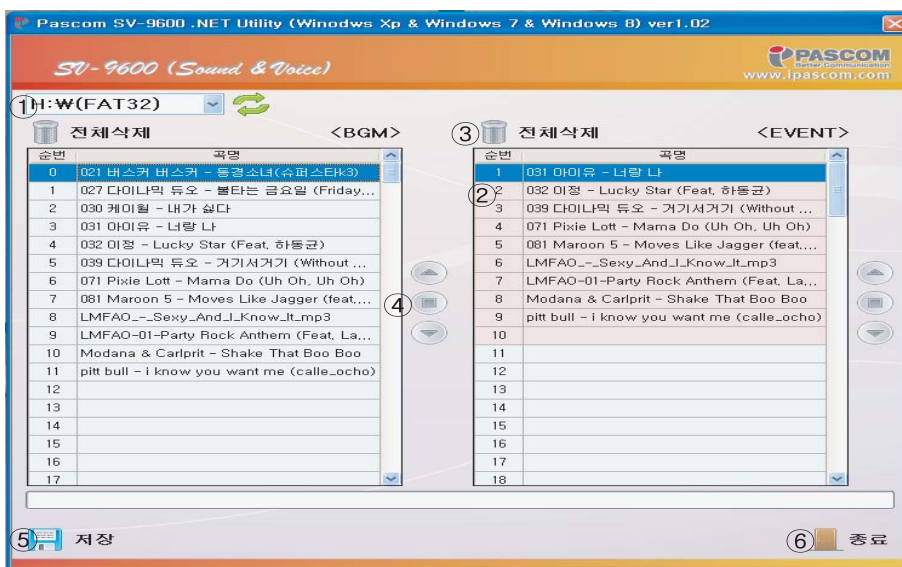 Pascom SV-9600 .NET Utility (Winodws Xp & Windows 7 & Windows 8) ver1.02
SV-9600 (Sound & Voice)
PASCOM
Better Communication
www.ipascom.com
① H:₩(FAT32)
전체삭제 <BGM>
순번 곡명
0 021 버스커 버스커 - 동경소녀(슈퍼스타k3)
1 027 다이나믹 듀오 - 불타는 금요일 (Friday...
2 030 케이윌 - 내가 싫다
3 031 아이유 - 너랑 나
4 032 이정 - Lucky Star (Feat. 하동균)
5 039 다이나믹 듀오 - 거기서거기 (Without ...
6 071 Pixie Lott - Mama Do (Uh Oh, Uh Oh)
7 081 Maroon 5 - Moves Like Jagger (feat,...
8 LMFAO_-_Sexy_And_I_Know_It.mp3
9 LMFAO-01-Party Rock Anthem (Feat, La...
10 Modana & Carlprit - Shake That Boo Boo
11 pitt bull - i know you want me (calle_ocho)
12
13
14
15
16
17
③ 전체삭제 <EVENT>
순번 곡명
1 031 아이유 - 너랑 나
② 2 032 이정 - Lucky Star (Feat, 하동균)
3 039 다이나믹 듀오 - 거기서거기 (Without ...
4 071 Pixie Lott - Mama Do (Uh Oh, Uh Oh)
5 081 Maroon 5 - Moves Like Jagger (feat,...
6 LMFAO_-_Sexy_And_I_Know_It.mp3
7 LMFAO-01-Party Rock Anthem (Feat, La...
8 Modana & Carlprit - Shake That Boo Boo
9 pitt bull - i know you want me (calle_ocho)
10
11
12
13
14
15
16
17
18
④
⑤ 저장
⑥ 종료